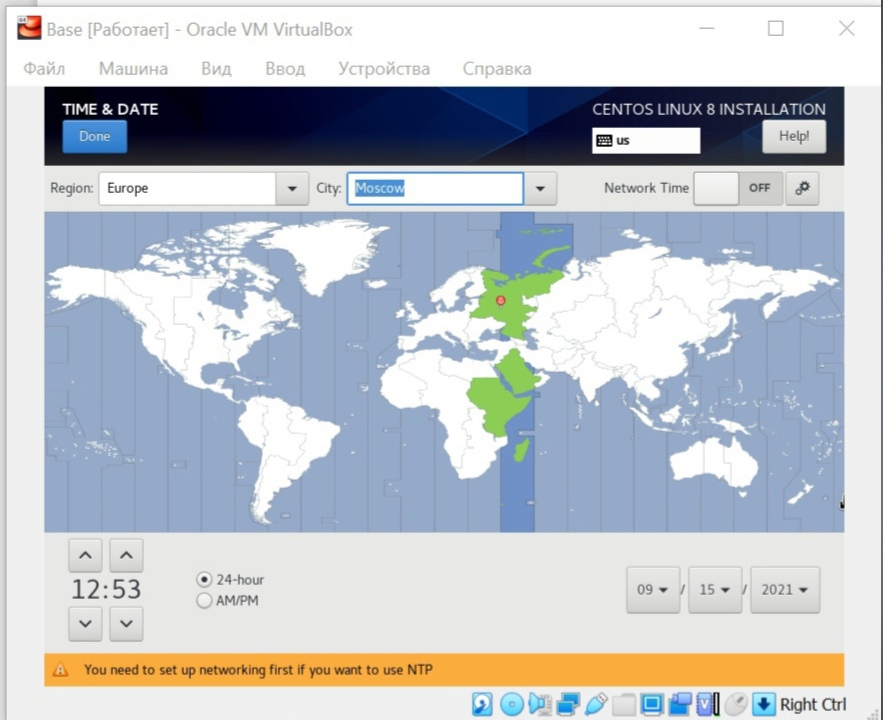 Base [Работает] - Oracle VM VirtualBox
Файл Машина Вид Ввод Устройства Справка
TIME & DATE
CENTOS LINUX 8 INSTALLATION
Done
us
Help!
Region: Europe City: Moscow Network Time OFF
12:53
24-hour
AM/PM
09 / 15 / 2021
You need to set up networking first if you want to use NTP
Right Ctrl